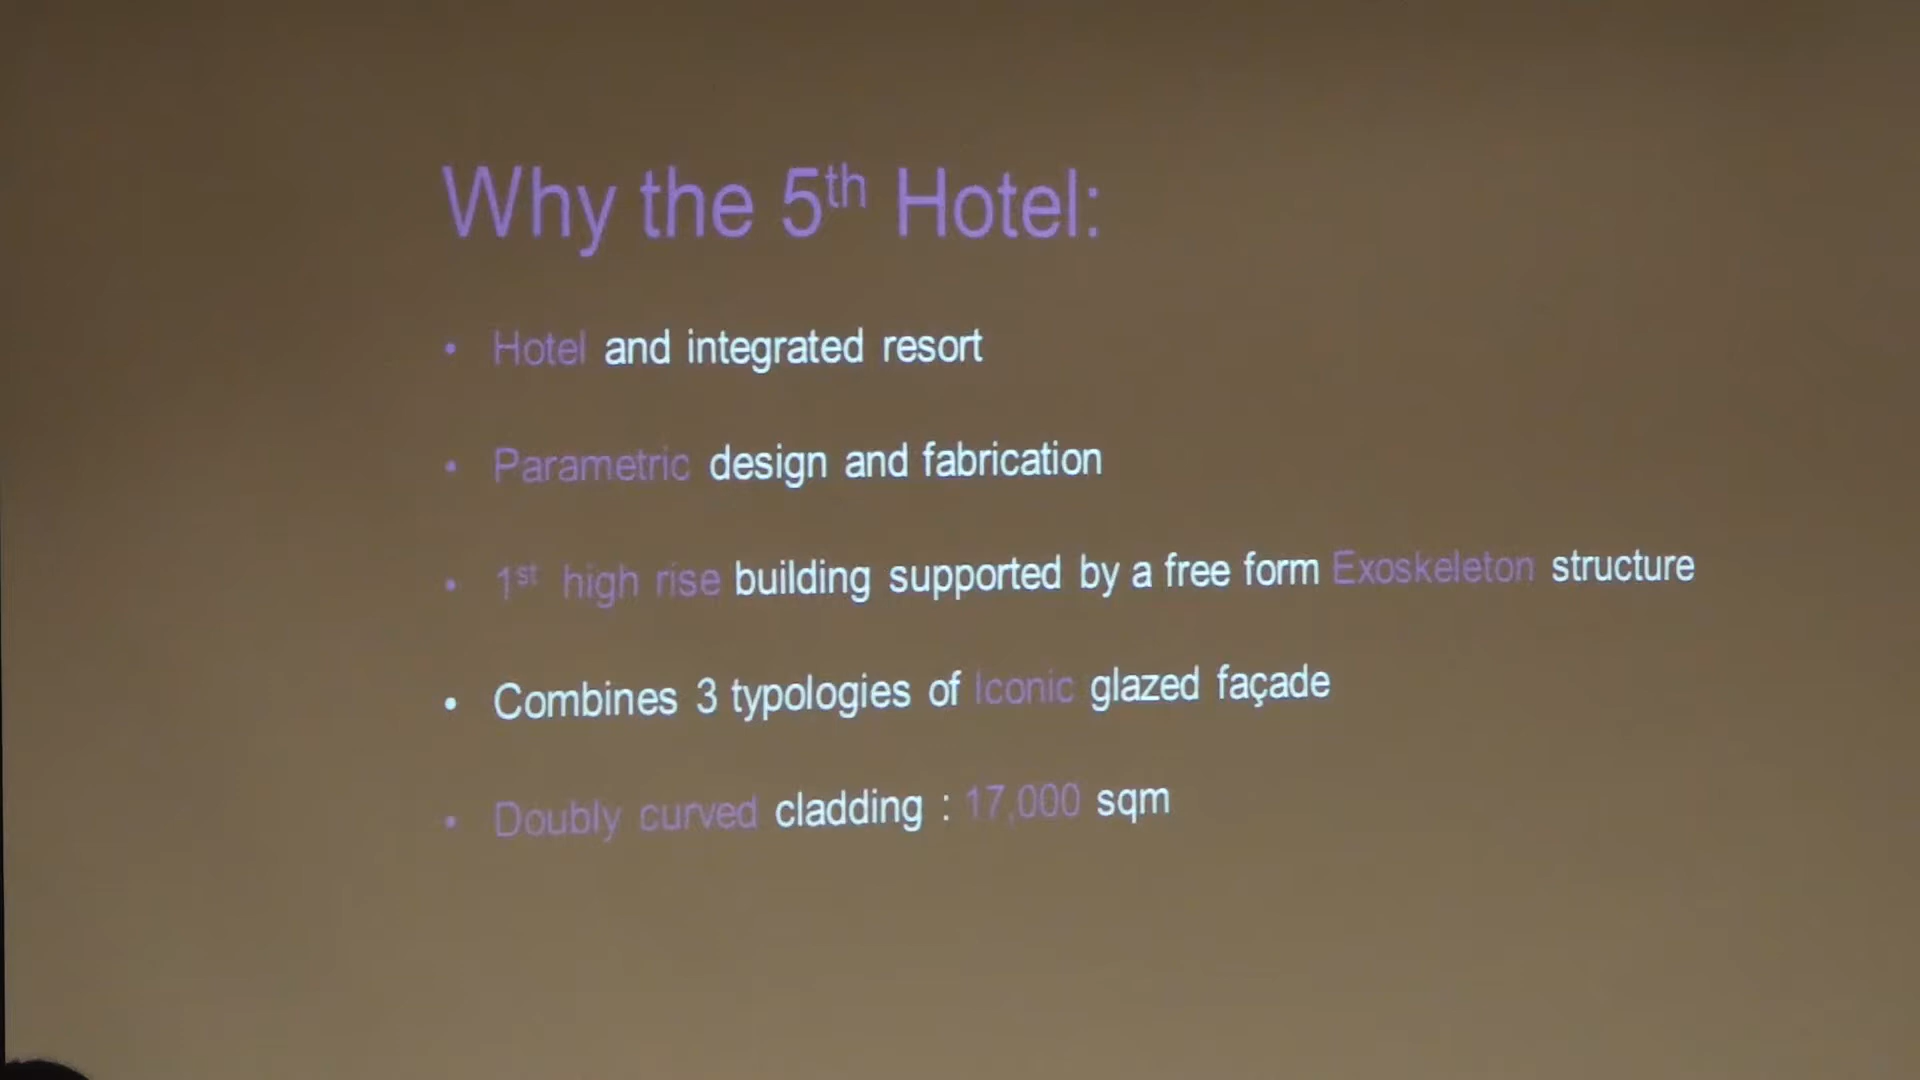 Why the 5th Hotel:
• Hotel and integrated resort
• Parametric design and fabrication
• 1st high rise building supported by a free form Exoskeleton structure
• Combines 3 typologies of Iconic glazed façade
• Doubly curved cladding : 17,000 sqm